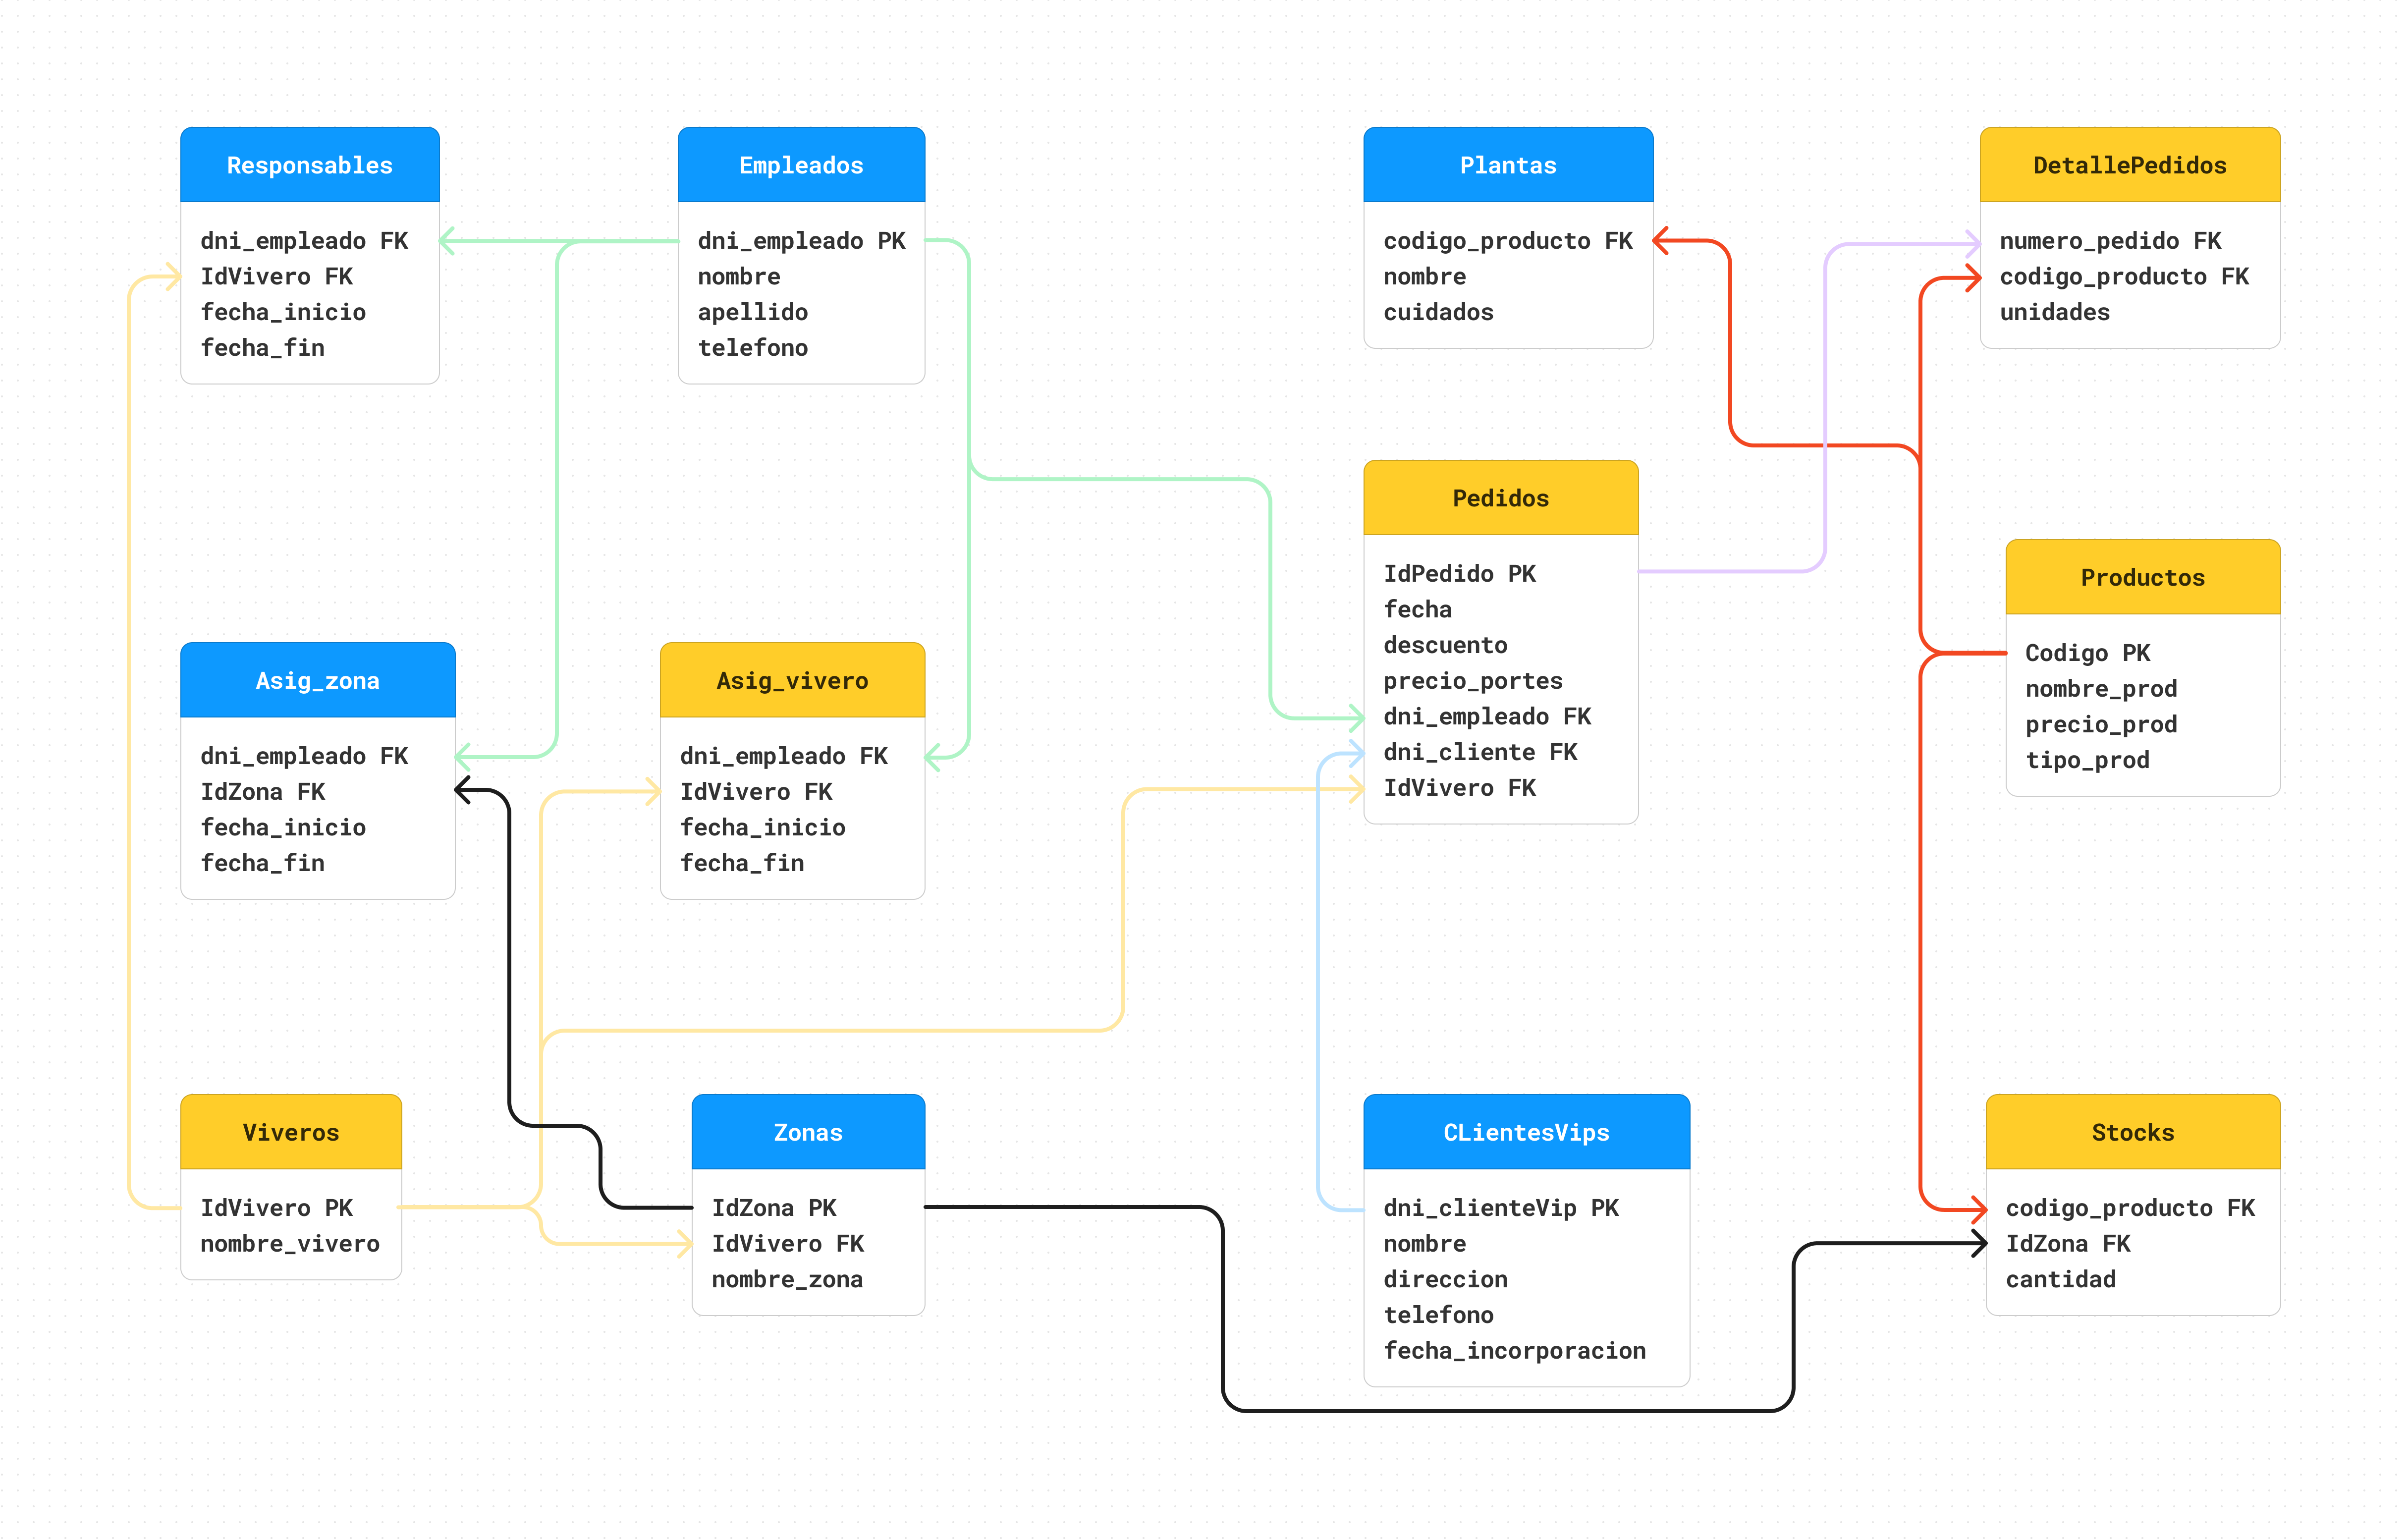 Responsables
dni_empleado FK
IdVivero FK
fecha_inicio
fecha_fin
Empleados
dni_empleado PK
nombre
apellido
telefono
Plantas
codigo_producto FK
nombre
cuidados
DetallePedidos
numero_pedido FK
codigo_producto FK
unidades
Pedidos
IdPedido PK
fecha
descuento
precio_portes
dni_empleado FK
dni_cliente FK
IdVivero FK
Productos
Codigo PK
nombre_prod
precio_prod
tipo_prod
Asig_zona
dni_empleado FK
IdZona FK
fecha_inicio
fecha_fin
Asig_vivero
dni_empleado FK
IdVivero FK
fecha_inicio
fecha_fin
Viveros
IdVivero PK
nombre_vivero
Zonas
IdZona PK
IdVivero FK
nombre_zona
CLientesVips
dni_clienteVip PK
nombre
direccion
telefono
fecha_incorporacion
Stocks
codigo_producto FK
IdZona FK
cantidad